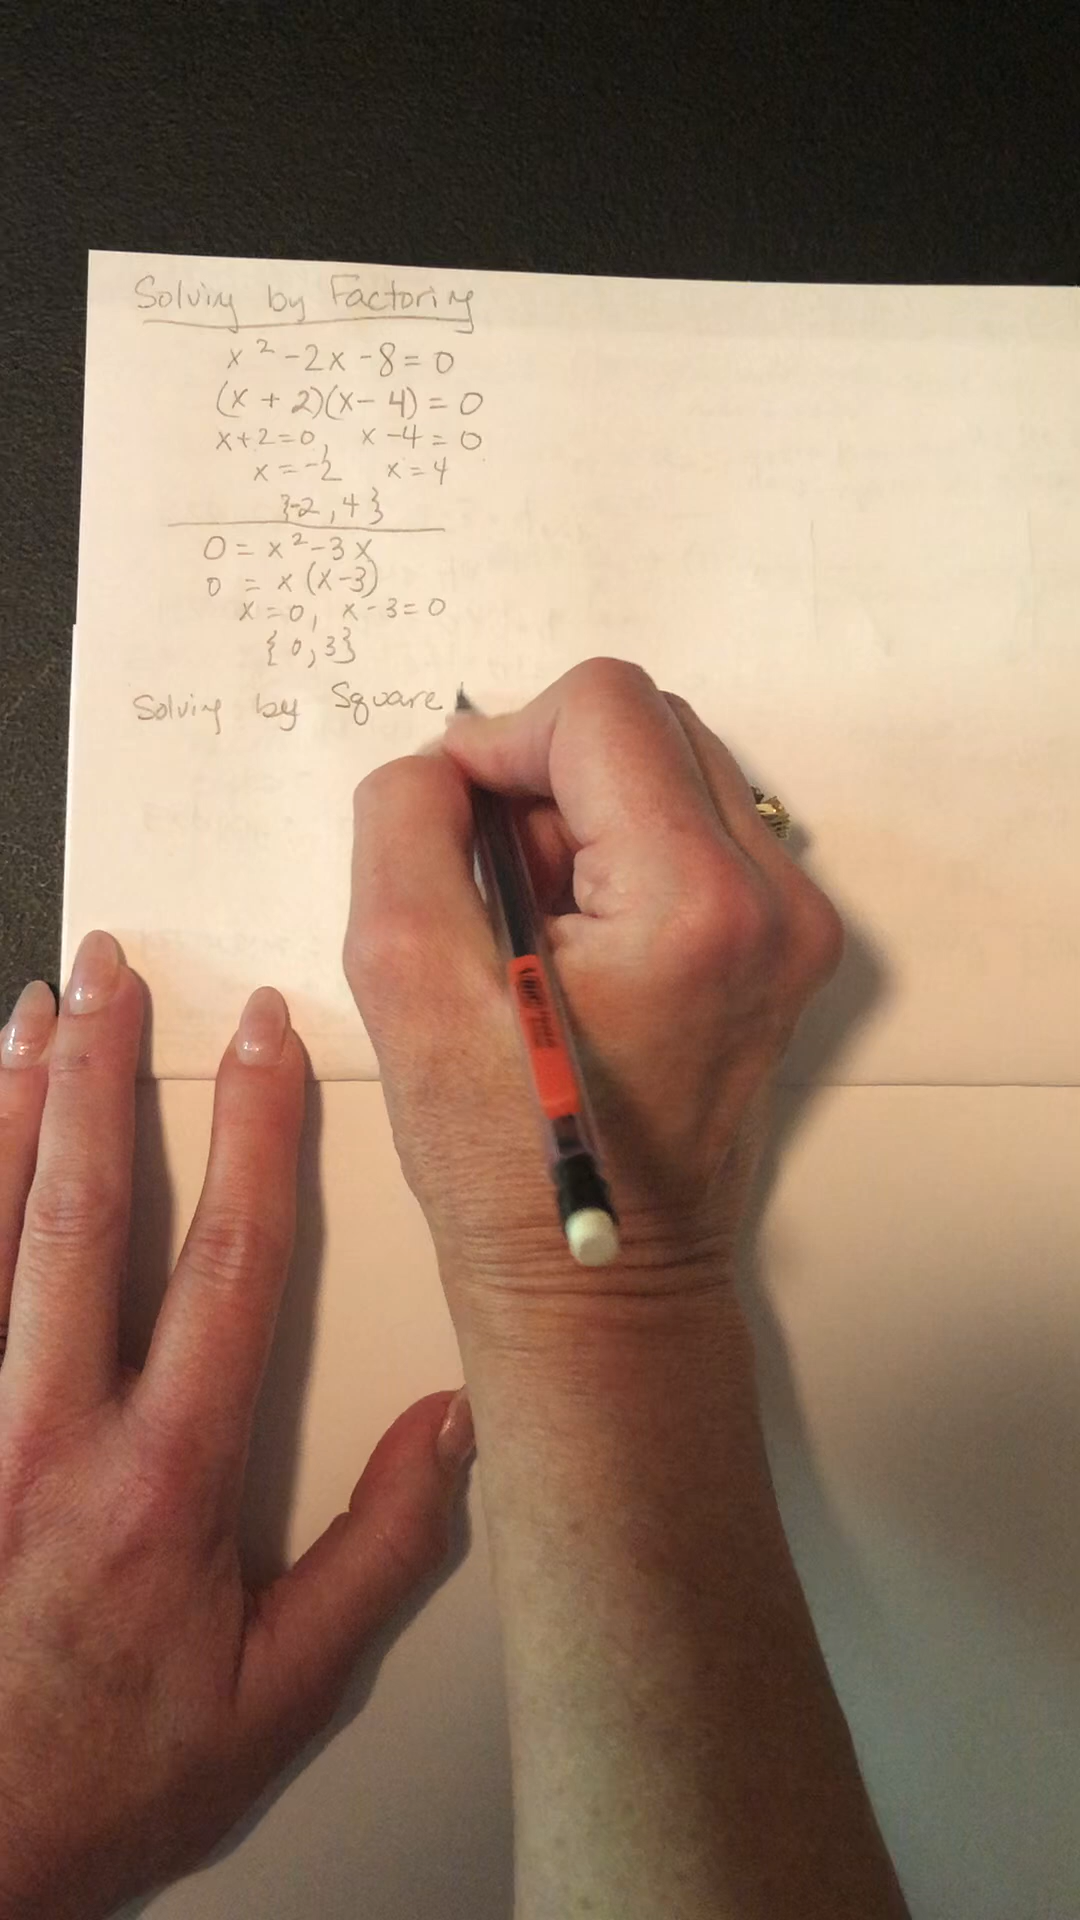 Solving by Factoring
x² - 2x - 8 = 0
(x + 2)(x - 4) = 0
x + 2 = 0, x - 4 = 0
x = -2 x = 4
{-2, 4}
0 = x² - 3x
0 = x(x - 3)
x = 0, x - 3 = 0
{0, 3}
Solving by Square